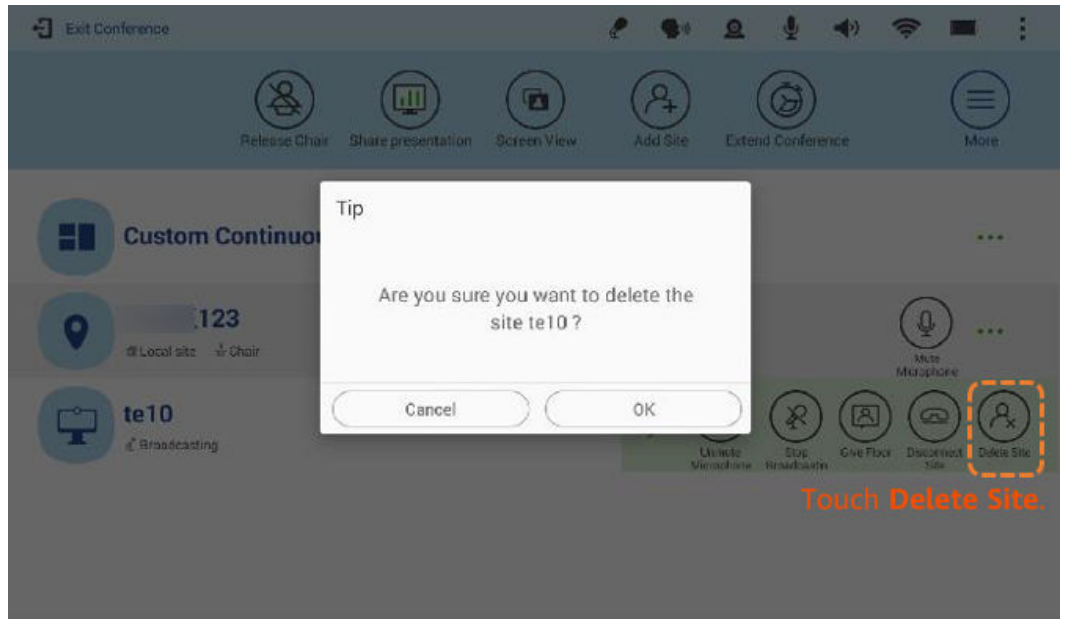 Exit Conference
Release Chair Share presentation Screen View Add Site Extend Conference More
Tip
Custom Continuo
Are you sure you want to delete the
site te10 ?
123
Local site Chair
Mute
Microphone
Cancel OK
te10
Broadcasting
Unmute
Microphone
Stop
Broadcastin
Give Floor
Disconnect
Site
Delete Site
Touch Delete Site.